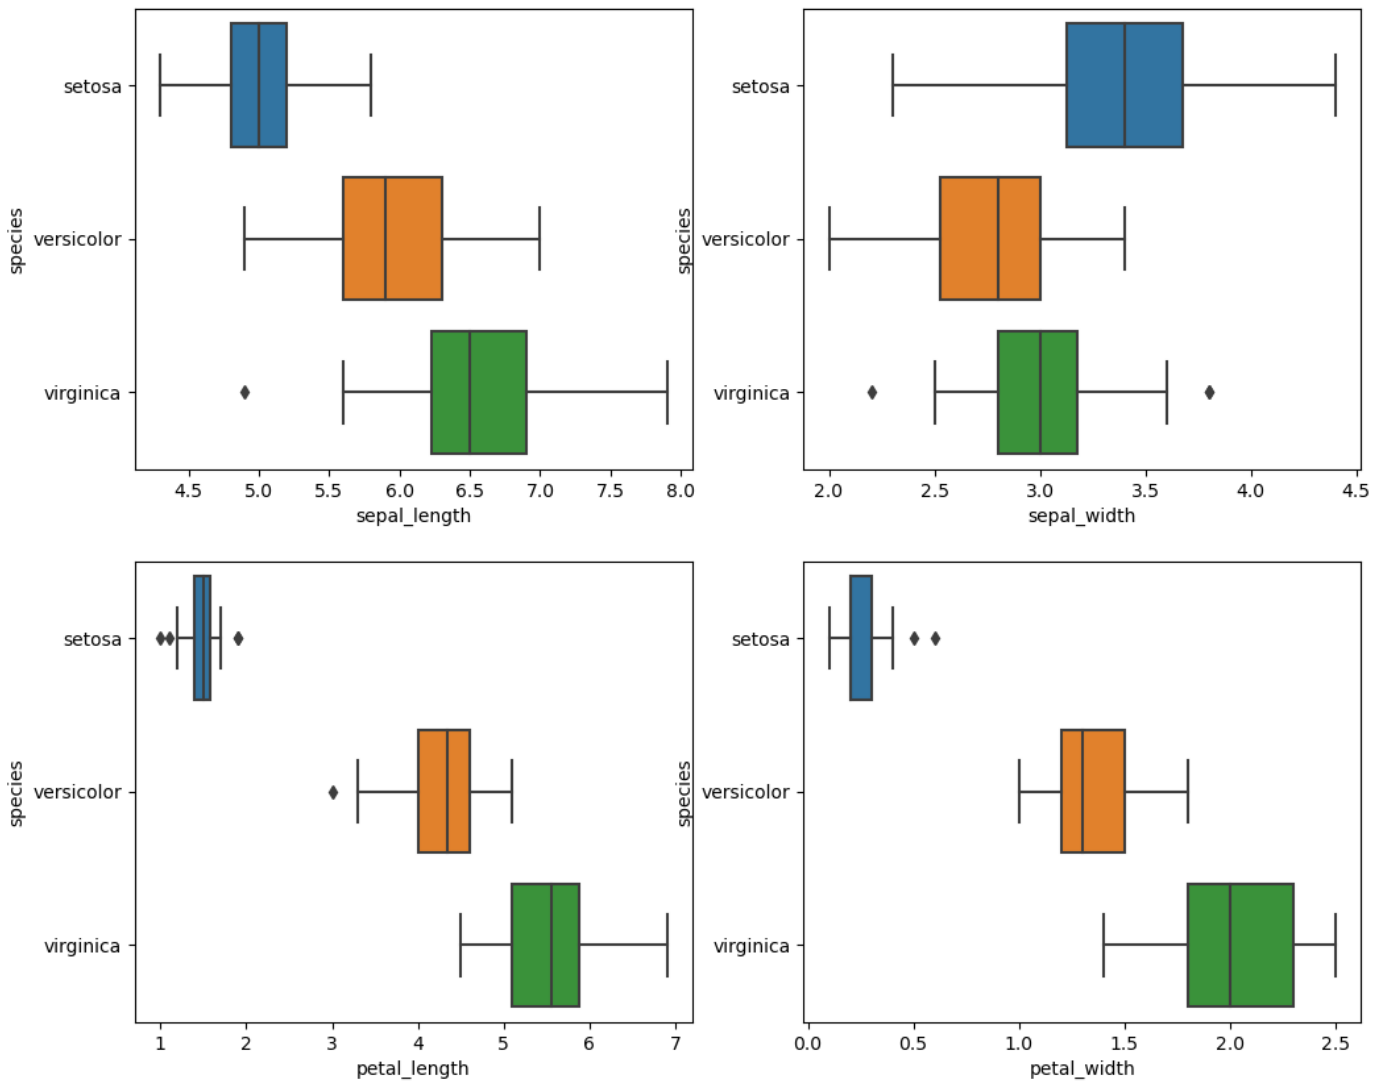 setosa
versicolor
virginica
species
4.5 5.0 5.5 6.0 6.5 7.0 7.5 8.0
sepal_length
setosa
versicolor
virginica
species
2.0 2.5 3.0 3.5 4.0 4.5
sepal_width
setosa
versicolor
virginica
species
1 2 3 4 5 6 7
petal_length
setosa
versicolor
virginica
species
0.0 0.5 1.0 1.5 2.0 2.5
petal_width